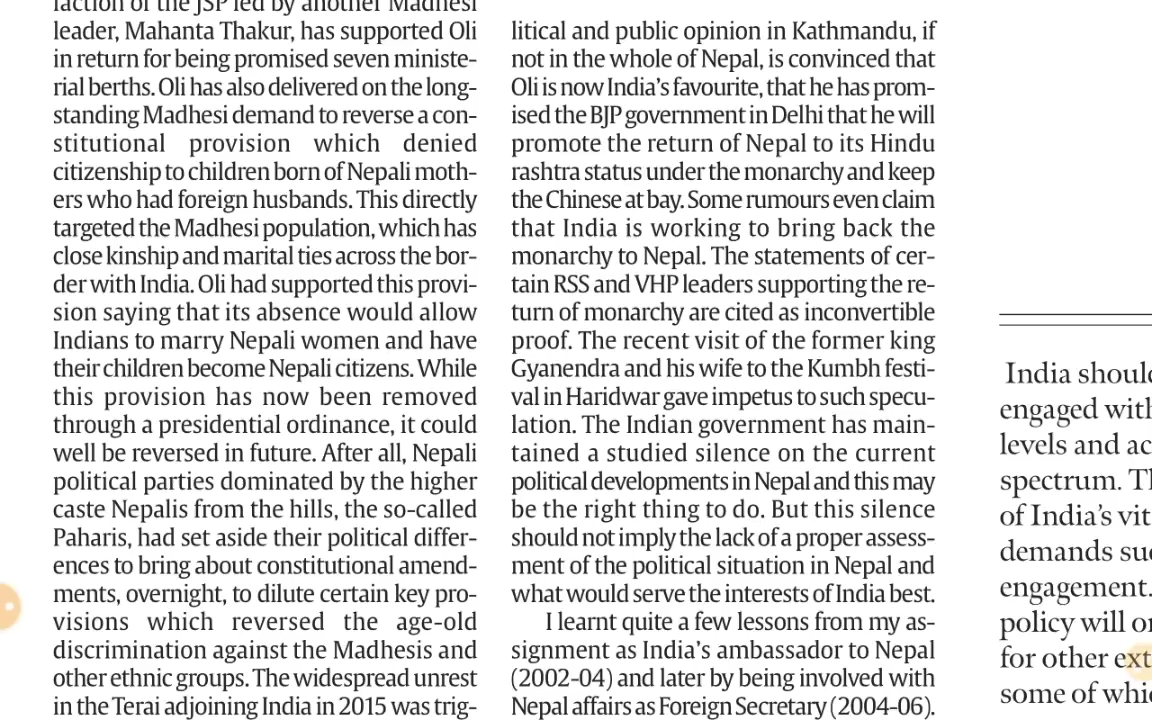 faction of the JSP led by another Madhesi
leader, Mahanta Thakur, has supported Oli
in return for being promised seven ministe-
rial berths. Oli has also delivered on the long-
standing Madhesi demand to reverse a con-
stitutional provision which denied
citizenship to children born of Nepali moth-
ers who had foreign husbands. This directly
targeted the Madhesi population, which has
close kinship and marital ties across the bor-
der with India. Oli had supported this provi-
sion saying that its absence would allow
Indians to marry Nepali women and have
their children become Nepali citizens. While
this provision has now been removed
through a presidential ordinance, it could
well be reversed in future. After all, Nepali
political parties dominated by the higher
caste Nepalis from the hills, the so-called
Paharis, had set aside their political differ-
ences to bring about constitutional amend-
ments, overnight, to dilute certain key pro-
visions which reversed the age-old
discrimination against the Madhesis and
other ethnic groups. The widespread unrest
in the Terai adjoining India in 2015 was trig-
litical and public opinion in Kathmandu, if
not in the whole of Nepal, is convinced that
Oli is now India's favourite, that he has prom-
ised the BJP government in Delhi that he will
promote the return of Nepal to its Hindu
rashtra status under the monarchy and keep
the Chinese at bay. Some rumours even claim
that India is working to bring back the
monarchy to Nepal. The statements of cer-
tain RSS and VHP leaders supporting the re-
turn of monarchy are cited as inconvertible
proof. The recent visit of the former king
Gyanendra and his wife to the Kumbh festi-
val in Haridwar gave impetus to such specu-
lation. The Indian government has main-
tained a studied silence on the current
political developments in Nepal and this may
be the right thing to do. But this silence
should not imply the lack of a proper assess-
ment of the political situation in Nepal and
what would serve the interests of India best.
I learnt quite a few lessons from my as-
signment as India's ambassador to Nepal
(2002-04) and later by being involved with
Nepal affairs as Foreign Secretary (2004-06).
India should
engaged with
levels and ac
spectrum. Th
of India's vit
demands suc
engagement.
policy will on
for other ext
some of whic